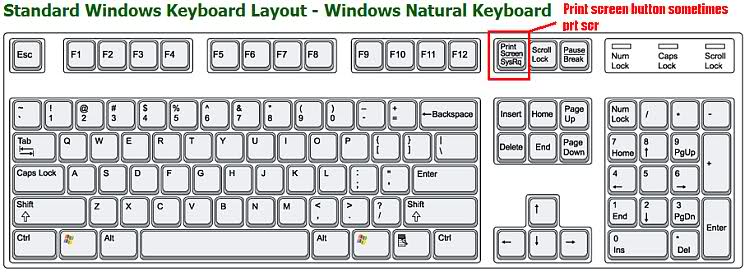 Standard Windows Keyboard Layout - Windows Natural Keyboard
Print screen button sometimes
prt scr
Esc F1 F2 F3 F4 F5 F6 F7 F8 F9 F10 F11 F12 Print Screen SysRq Scroll Lock Pause Break Num Lock Caps Lock Scroll Lock
~ ` ! 1 @ 2 # 3 $ 4 % 5 ^ 6 & 7 * 8 ( 9 ) 0 _ - + = ←Backspace Insert Home Page Up Num Lock / * -
Tab Q W E R T Y U I O P { [ } ] | \ Delete End Page Down 7 Home 8 ↑ 9 PgUp +
Caps Lock A S D F G H J K L : ; " ' Enter 4 ← 5 6 →
Shift Z X C V B N M < , > . ? / Shift ↑ 1 End 2 ↓ 3 PgDn Enter
Ctrl Alt Alt Ctrl ← ↓ → 0 Ins . Del